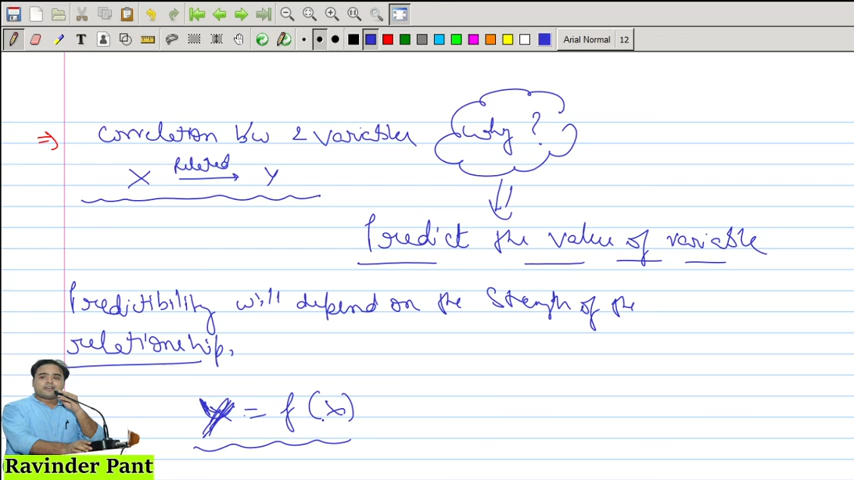 Arial Normal 12
⇒ Correlation b/w 2 variables why?
X Related → Y
Predict the value of variable
Predictibility will depend on the Strength of the
relationship.
Y = f (x)
Ravinder Pant